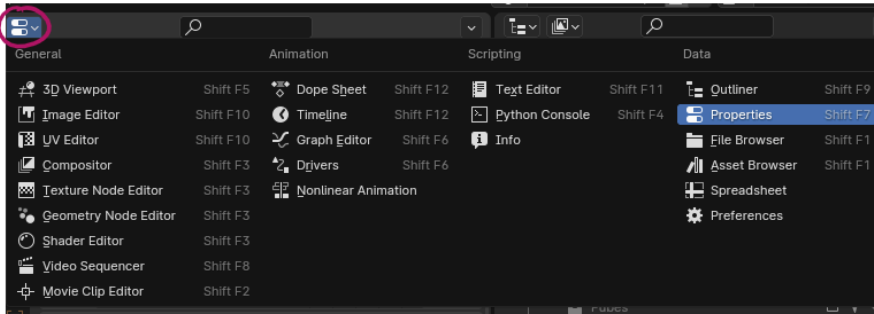 General
3D Viewport Shift F5
Image Editor Shift F10
UV Editor Shift F10
Compositor Shift F3
Texture Node Editor Shift F3
Geometry Node Editor Shift F3
Shader Editor Shift F3
Video Sequencer Shift F8
Movie Clip Editor Shift F2
Animation
Dope Sheet Shift F12
Timeline Shift F12
Graph Editor Shift F6
Drivers Shift F6
Nonlinear Animation
Scripting
Text Editor Shift F11
Python Console Shift F4
Info
Data
Outliner Shift F9
Properties Shift F7
File Browser Shift F1
Asset Browser Shift F1
Spreadsheet
Preferences